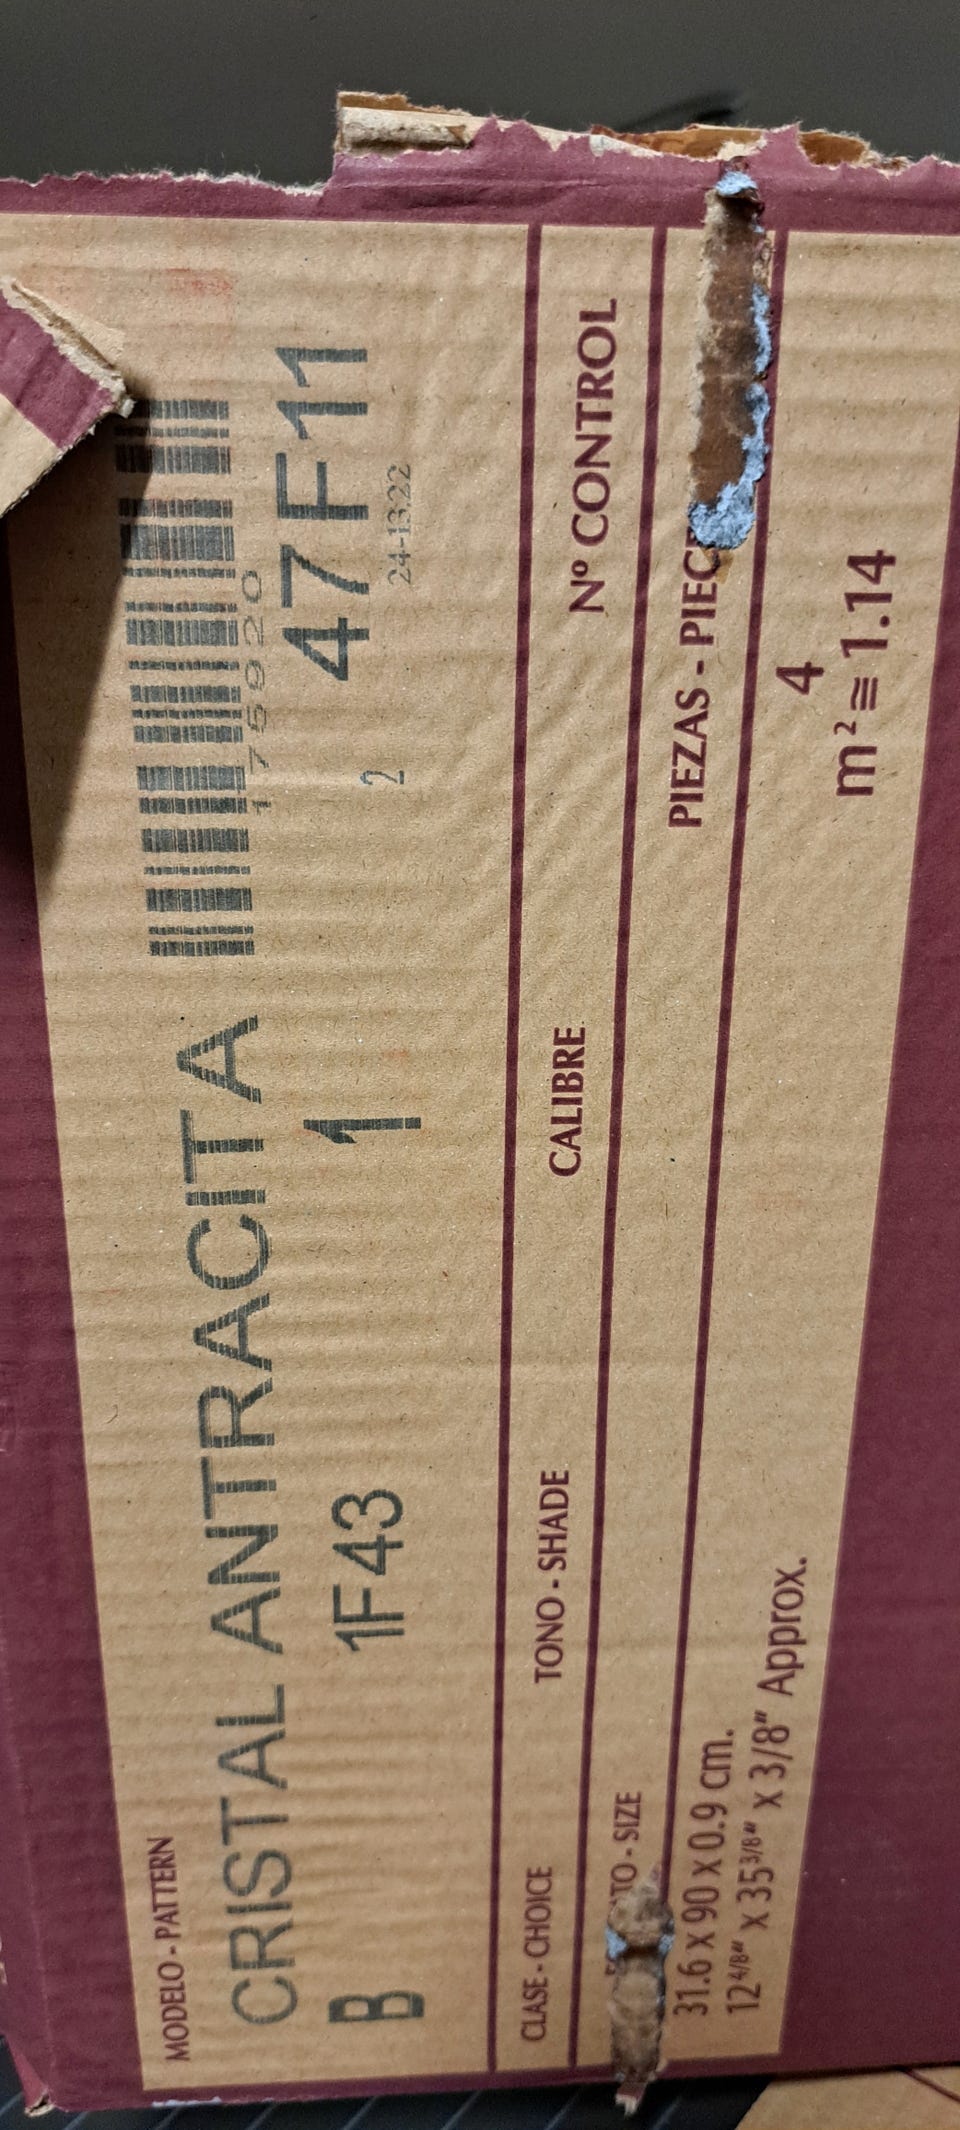 MODELO - PATTERN
CRISTAL ANTRACITA
175920
B 1F43 1 2 47F11
24-13:22
CLASE - CHOICE TONO - SHADE CALIBRE Nº CONTROL
SIZE PIEZAS
31.6 X 90 X 0.9 cm. 4
12 4/8" X 35 3/8" X 3/8" Approx. m² ≅ 1.14